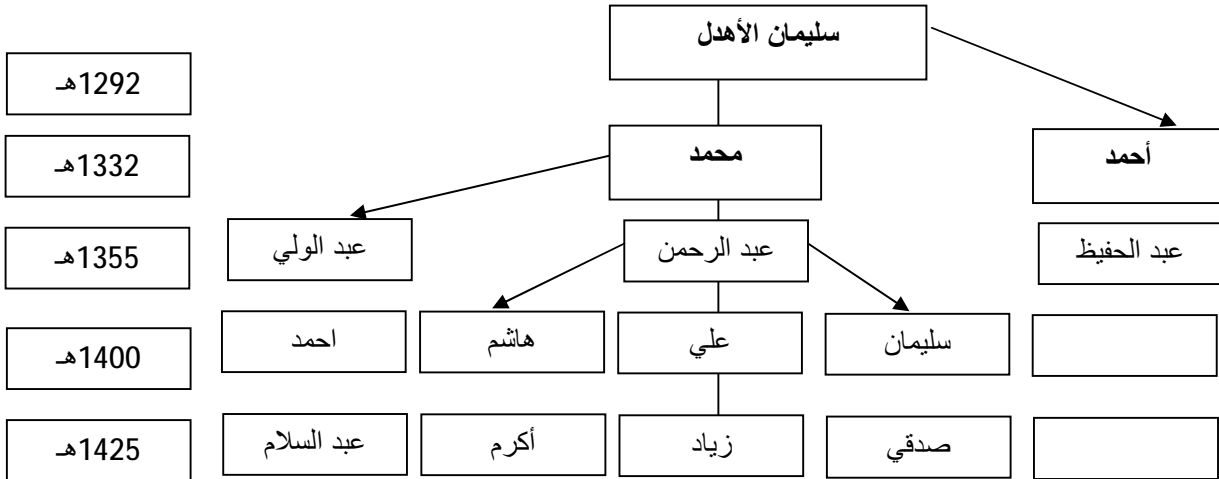 سليمان الأهدل
1292هـ
أحمد
محمد
1332هـ
عبد الحفيظ
عبد الرحمن
عبد الولي
1355هـ
سليمان
علي
هاشم
احمد
1400هـ
صدقي
زياد
أكرم
عبد السلام
1425هـ